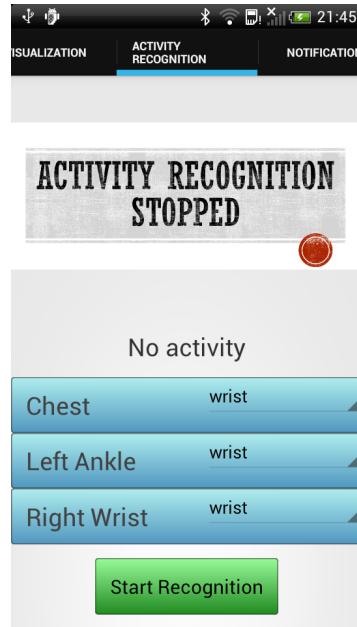 21:45
ISUALIZATION
ACTIVITY
RECOGNITION
NOTIFICATION
ACTIVITY RECOGNITION
STOPPED
No activity
Chest
wrist
Left Ankle
wrist
Right Wrist
wrist
Start Recognition